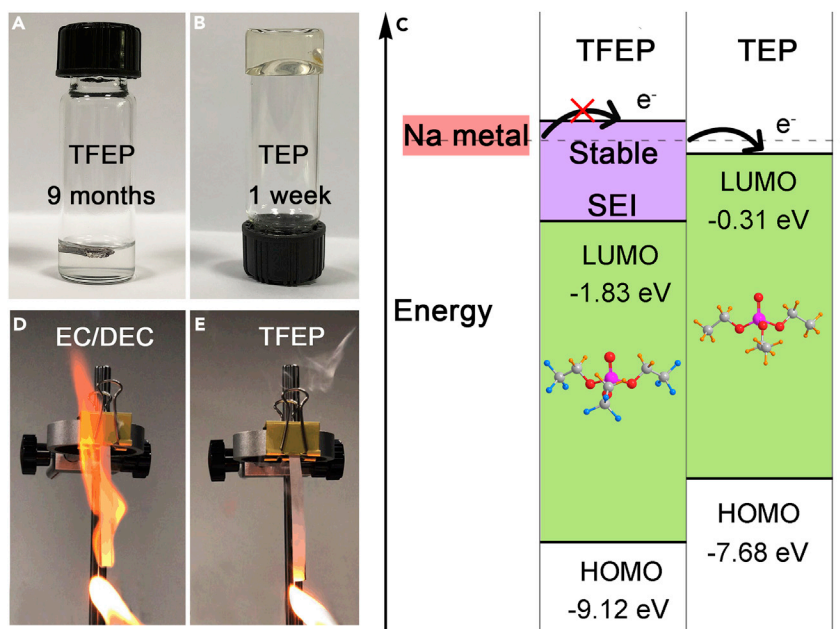 A
TFEP
9 months
B
TEP
1 week
C
TFEP
TEP
e-
e-
Na metal
Stable
SEI
LUMO
-0.31 eV
LUMO
-1.83 eV
Energy
HOMO
-7.68 eV
HOMO
-9.12 eV
D
EC/DEC
E
TFEP